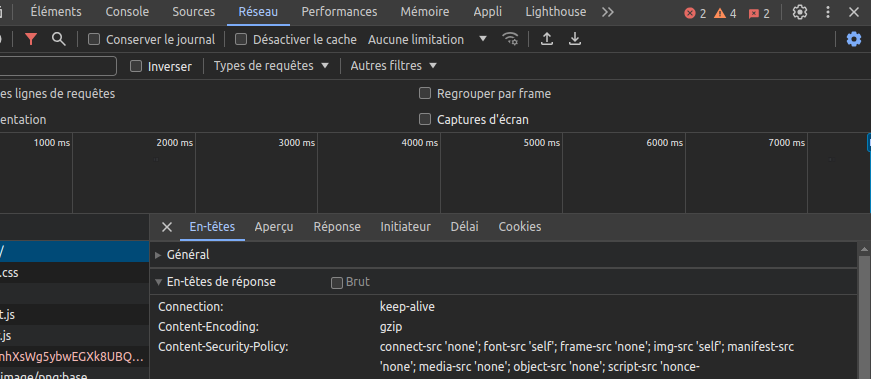 Éléments Console Sources Réseau Performances Mémoire Appli Lighthouse 2 4 2
Conserver le journal Désactiver le cache Aucune limitation
Inverser Types de requêtes Autres filtres
es lignes de requêtes Regrouper par frame
entation Captures d'écran
1000 ms 2000 ms 3000 ms 4000 ms 5000 ms 6000 ms 7000 ms
En-têtes Aperçu Réponse Initiateur Délai Cookies
/
Général
.css
En-têtes de réponse Brut
Connection: keep-alive
t.js
Content-Encoding: gzip
.js
Content-Security-Policy: connect-src 'none'; font-src 'self'; frame-src 'none'; img-src 'self'; manifest-src
nhXsWg5ybwEGXk8UBQ...
'none'; media-src 'none'; object-src 'none'; script-src 'nonce-
image/png;base